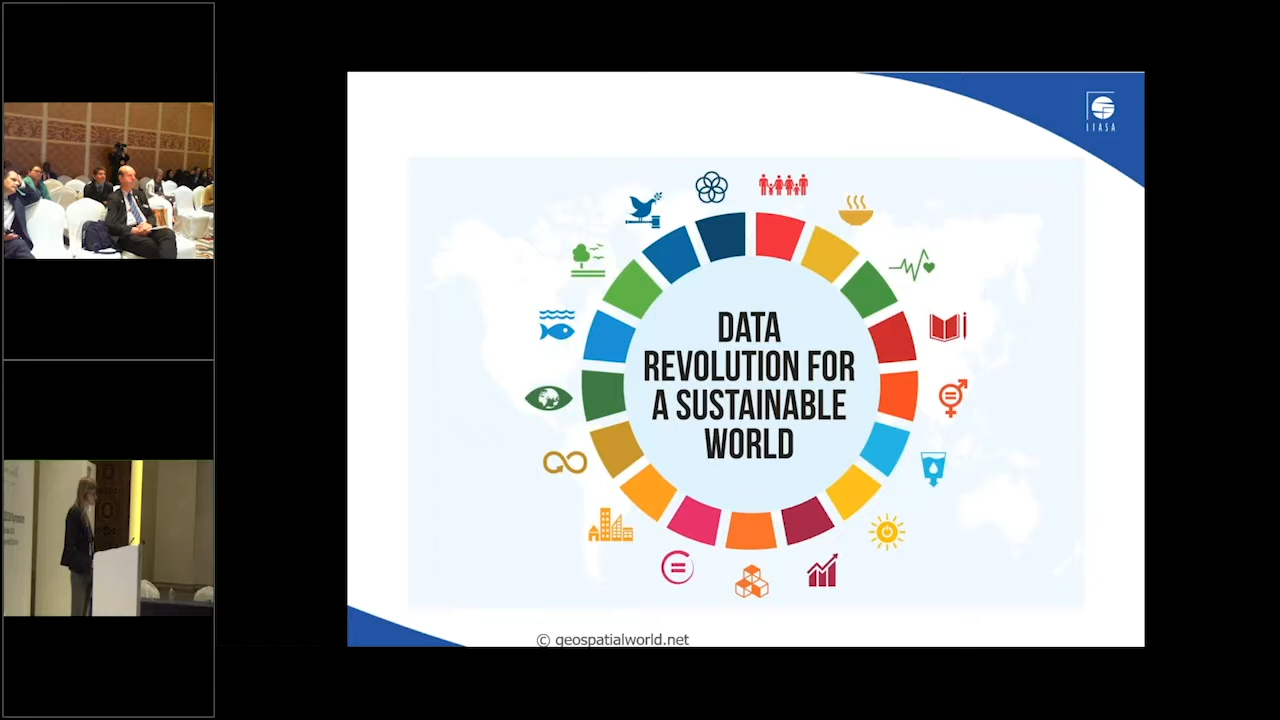 IIASA
DATA
REVOLUTION FOR
A SUSTAINABLE
WORLD
© geospatialworld.net